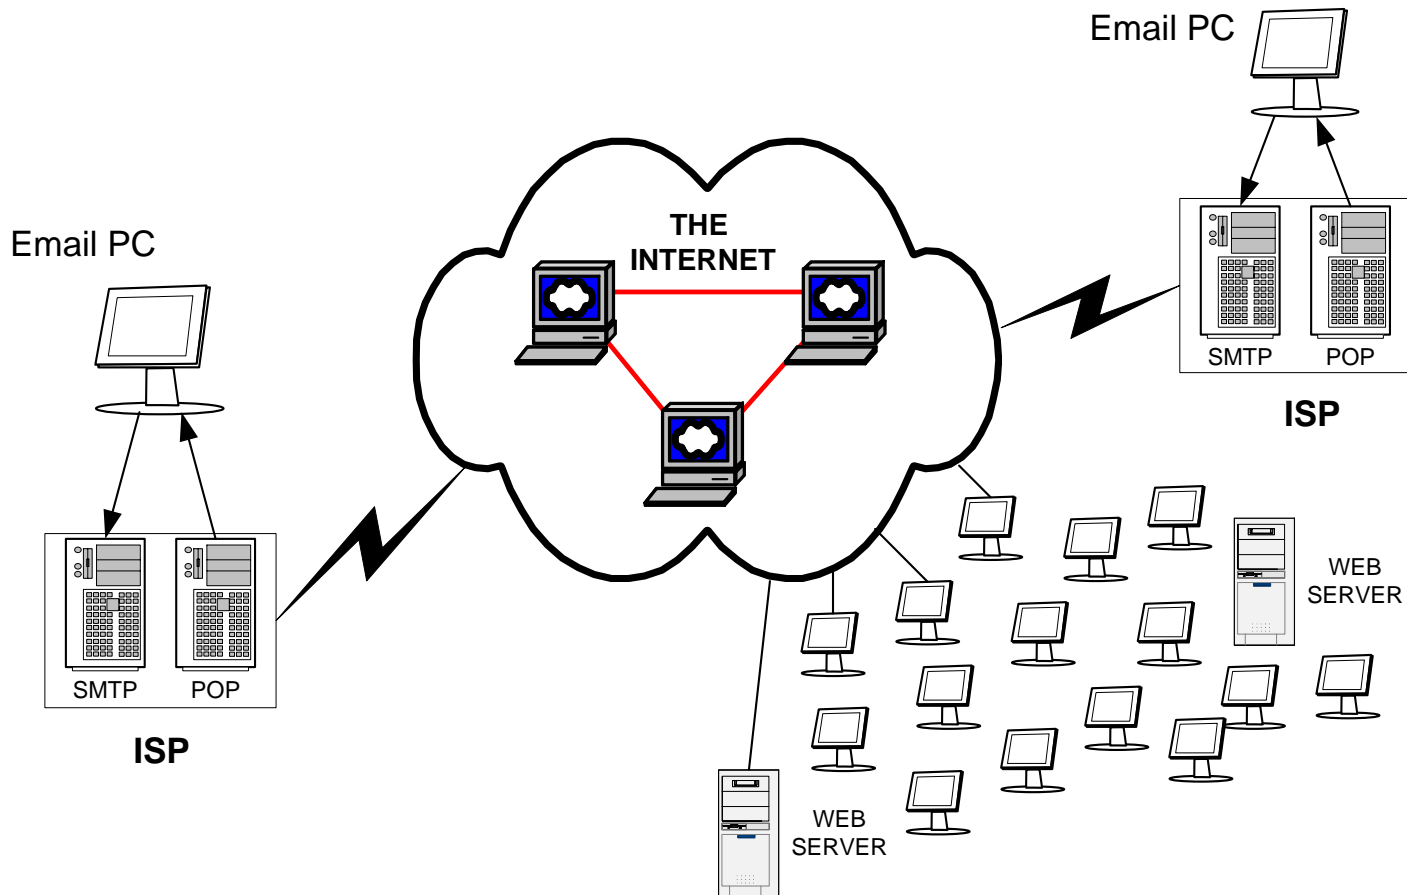 Email PC
THE
INTERNET
Email PC
SMTP
POP
ISP
WEB
SERVER
SMTP
POP
ISP
WEB
SERVER